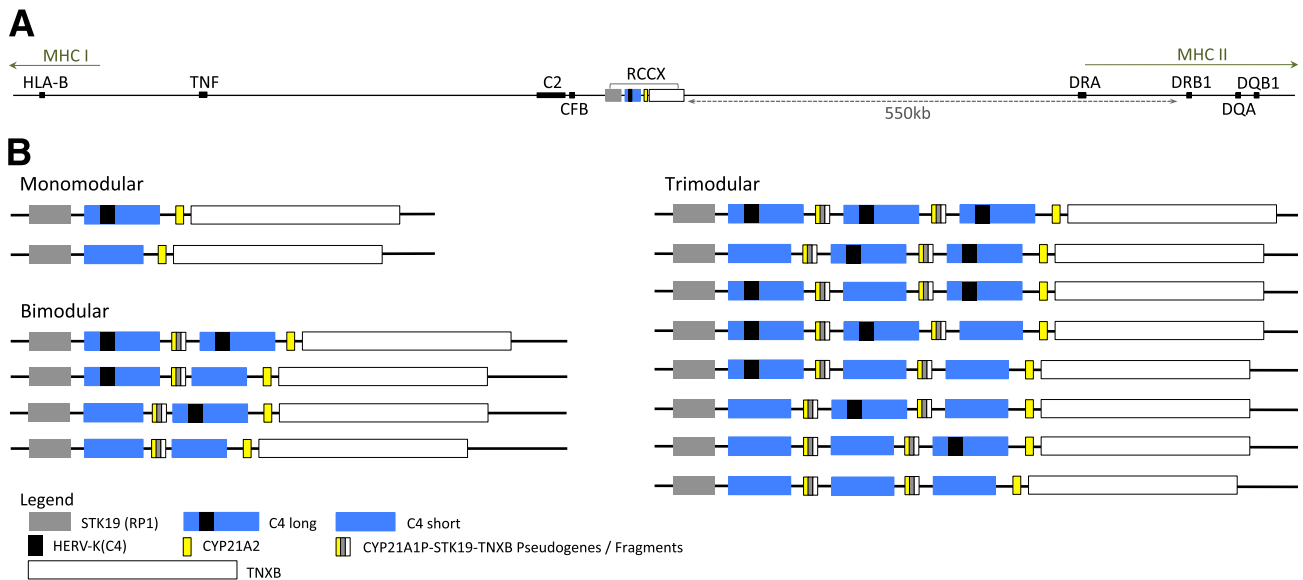 A
MHC I
MHC II
HLA-B
TNF
C2
CFB
RCCX
DRA
DRB1
DQB1
DQA
550kb
B
Monomodular
Bimodular
Trimodular
Legend
STK19 (RP1)
C4 long
C4 short
HERV-K(C4)
CYP21A2
CYP21A1P-STK19-TNXB Pseudogenes / Fragments
TNXB